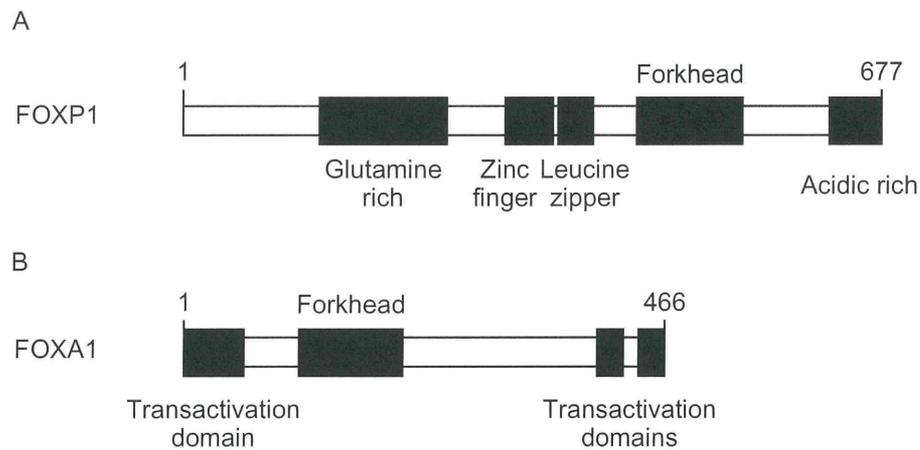 A
1
Forkhead
677
FOXP1
Glutamine
rich
Zinc
finger
Leucine
zipper
Acidic rich
B
1
Forkhead
466
FOXA1
Transactivation
domain
Transactivation
domains